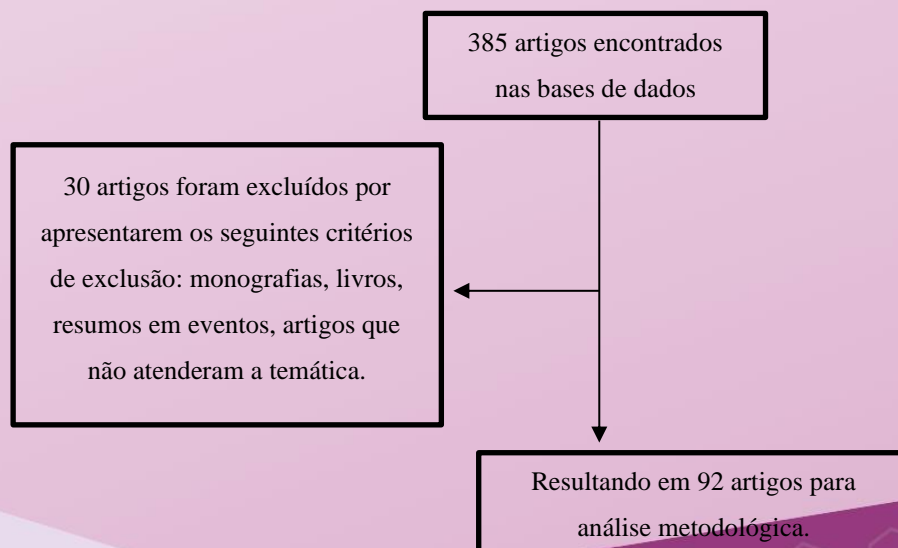 385 artigos encontrados
nas bases de dados
30 artigos foram excluídos por
apresentarem os seguintes critérios
de exclusão: monografias, livros,
resumos em eventos, artigos que
não atenderam a temática.
Resultando em 92 artigos para
análise metodológica.